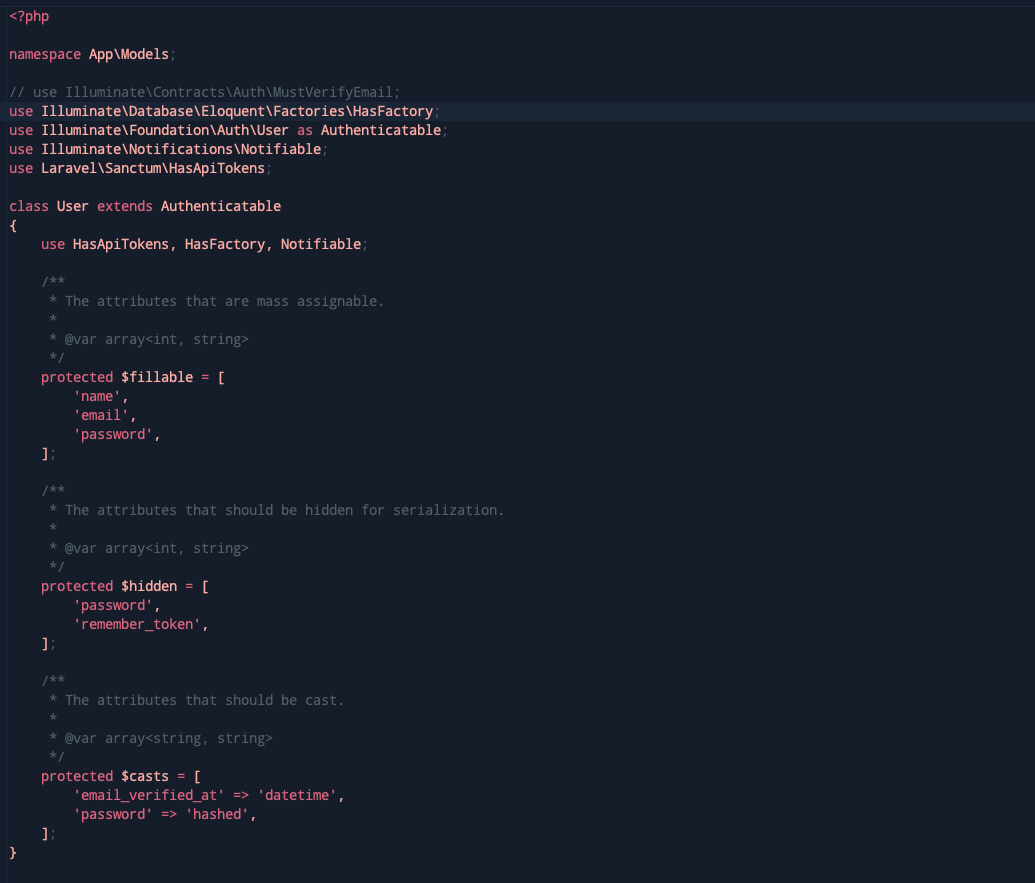 <?php
namespace App\Models;
// use Illuminate\Contracts\Auth\MustVerifyEmail;
use Illuminate\Database\Eloquent\Factories\HasFactory;
use Illuminate\Foundation\Auth\User as Authenticatable;
use Illuminate\Notifications\Notifiable;
use Laravel\Sanctum\HasApiTokens;
class User extends Authenticatable
{
    use HasApiTokens, HasFactory, Notifiable;
    /**
     * The attributes that are mass assignable.
     *
     * @var array<int, string>
     */
    protected $fillable = [
        'name',
        'email',
        'password',
    ];
    /**
     * The attributes that should be hidden for serialization.
     *
     * @var array<int, string>
     */
    protected $hidden = [
        'password',
        'remember_token',
    ];
    /**
     * The attributes that should be cast.
     *
     * @var array<string, string>
     */
    protected $casts = [
        'email_verified_at' => 'datetime',
        'password' => 'hashed',
    ];
}